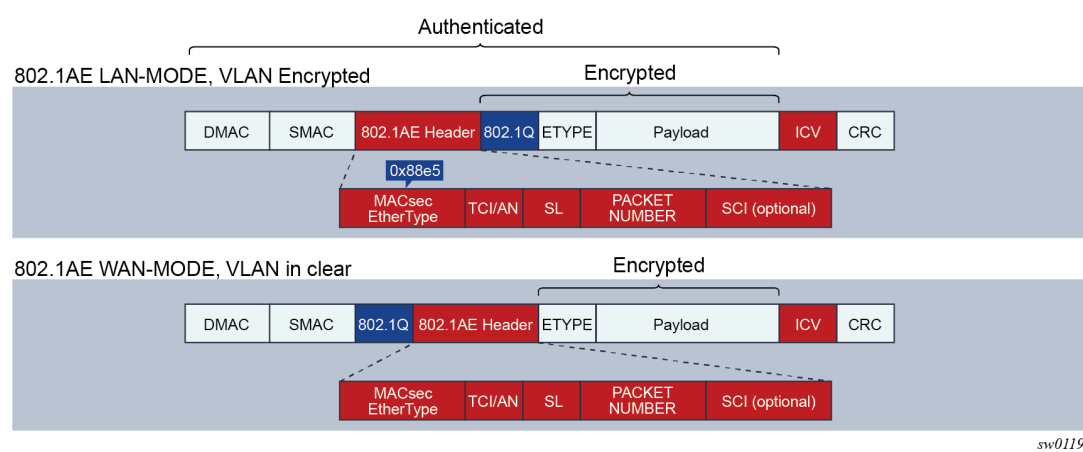 Authenticated
802.1AE LAN-MODE, VLAN Encrypted
Encrypted
DMAC SMAC 802.1AE Header 802.1Q ETYPE Payload ICV CRC
0x88e5
MACsec
EtherType TCI/AN SL PACKET
NUMBER SCI (optional)
802.1AE WAN-MODE, VLAN in clear
Encrypted
DMAC SMAC 802.1Q 802.1AE Header ETYPE Payload ICV CRC
MACsec
EtherType TCI/AN SL PACKET
NUMBER SCI (optional)
sw0119